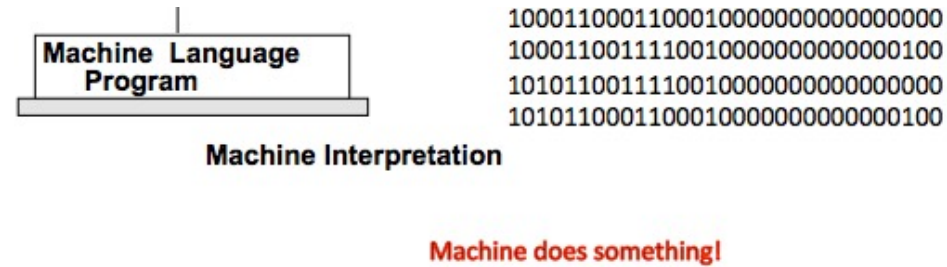 Machine Language
Program
10001100011000100000000000000000
10001100111100100000000000000100
10101100111100100000000000000000
10101100011000100000000000000100
Machine Interpretation
Machine does something!